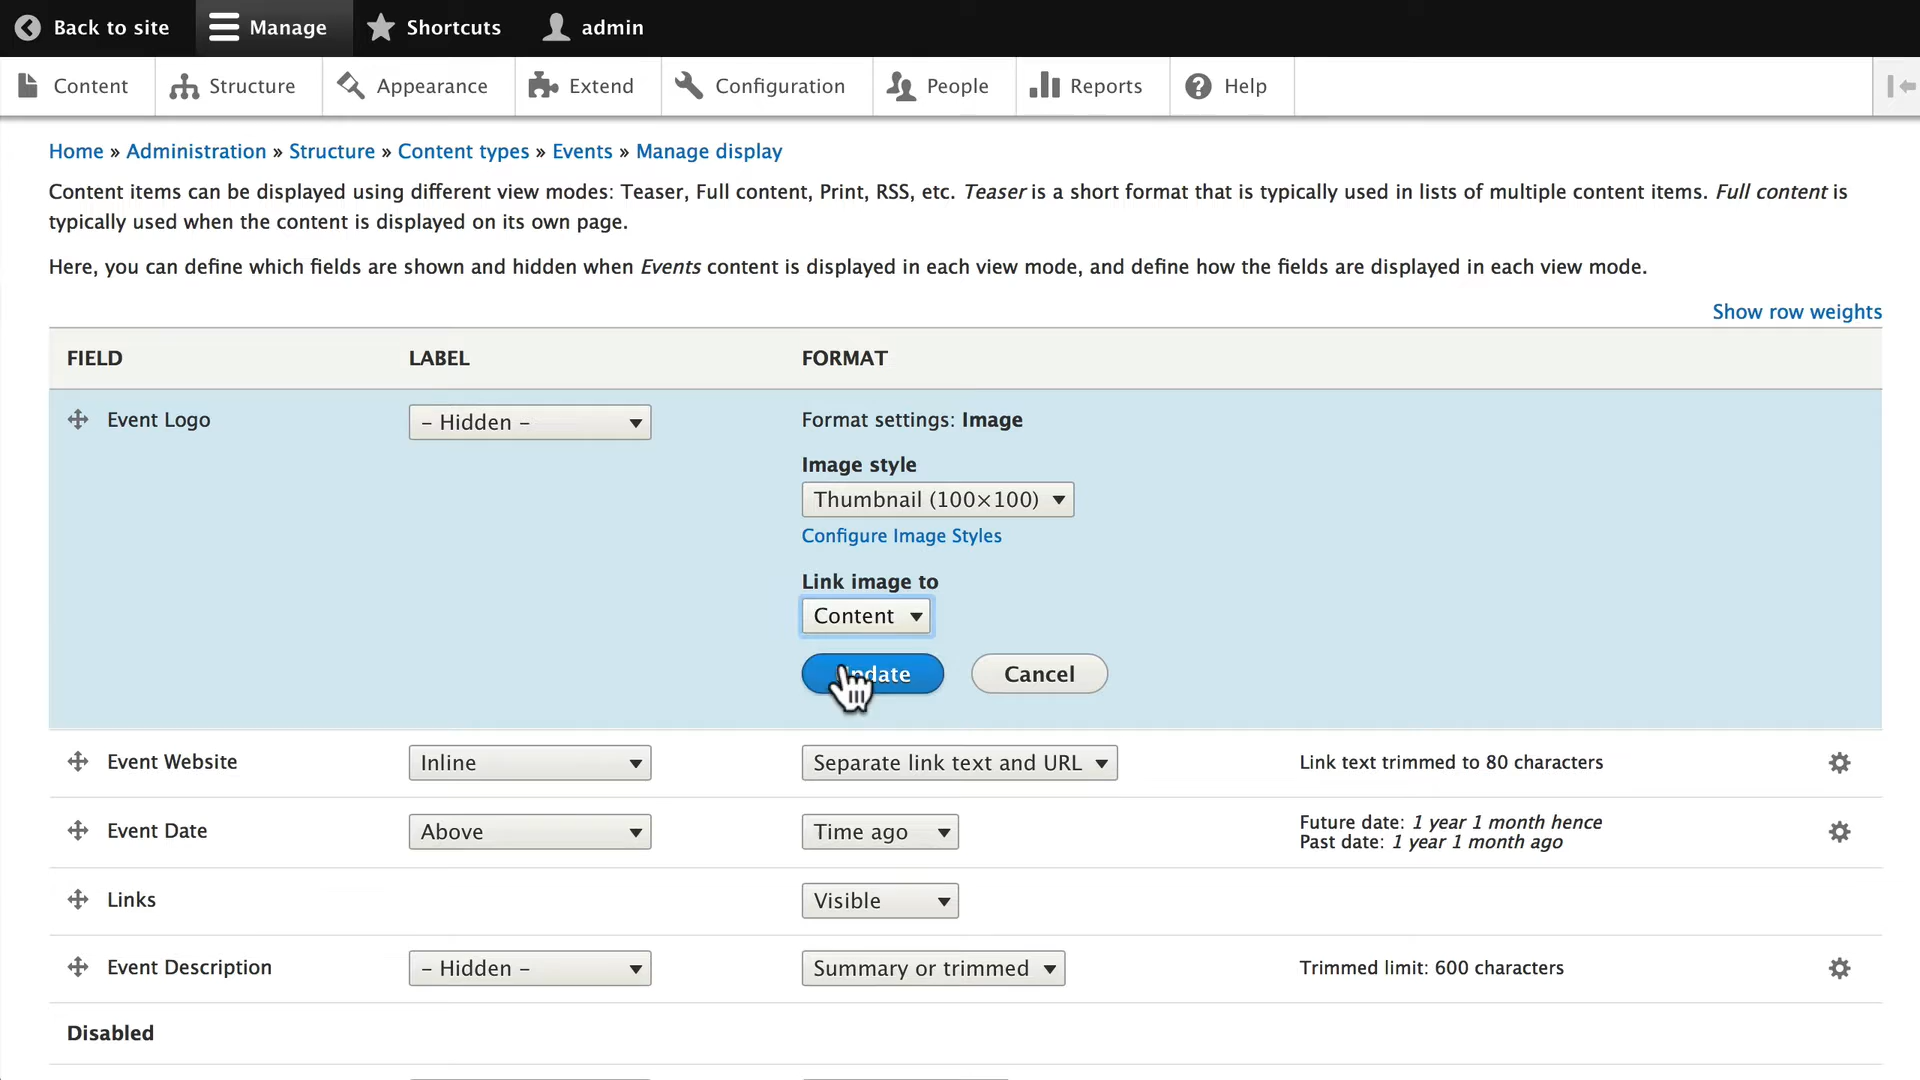 Back to site Manage Shortcuts admin
Content Structure Appearance Extend Configuration People Reports Help
Home » Administration » Structure » Content types » Events » Manage display
Content items can be displayed using different view modes: Teaser, Full content, Print, RSS, etc. Teaser is a short format that is typically used in lists of multiple content items. Full content is
typically used when the content is displayed on its own page.
Here, you can define which fields are shown and hidden when Events content is displayed in each view mode, and define how the fields are displayed in each view mode.
Show row weights
FIELD LABEL FORMAT
Event Logo - Hidden - Format settings: Image
Image style
Thumbnail (100×100)
Configure Image Styles
Link image to
Content
Update Cancel
Event Website Inline Separate link text and URL Link text trimmed to 80 characters
Event Date Above Time ago Future date: 1 year 1 month hence
Past date: 1 year 1 month ago
Links Visible
Event Description - Hidden - Summary or trimmed Trimmed limit: 600 characters
Disabled